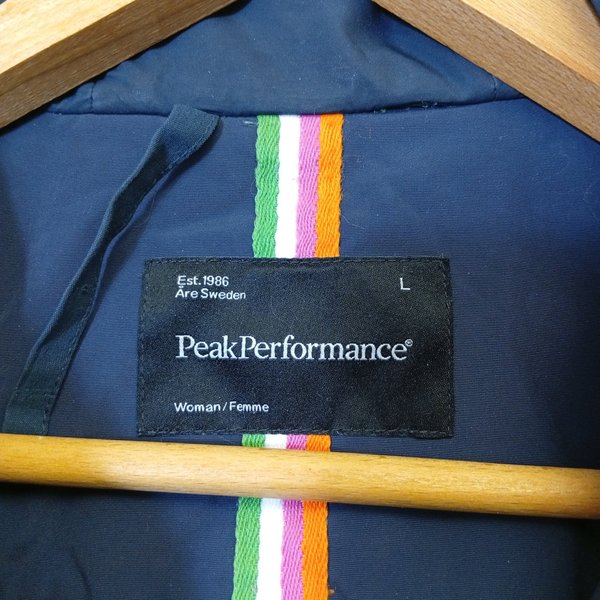 Est.1986 L
Åre Sweden
PeakPerformance®
Woman/Femme